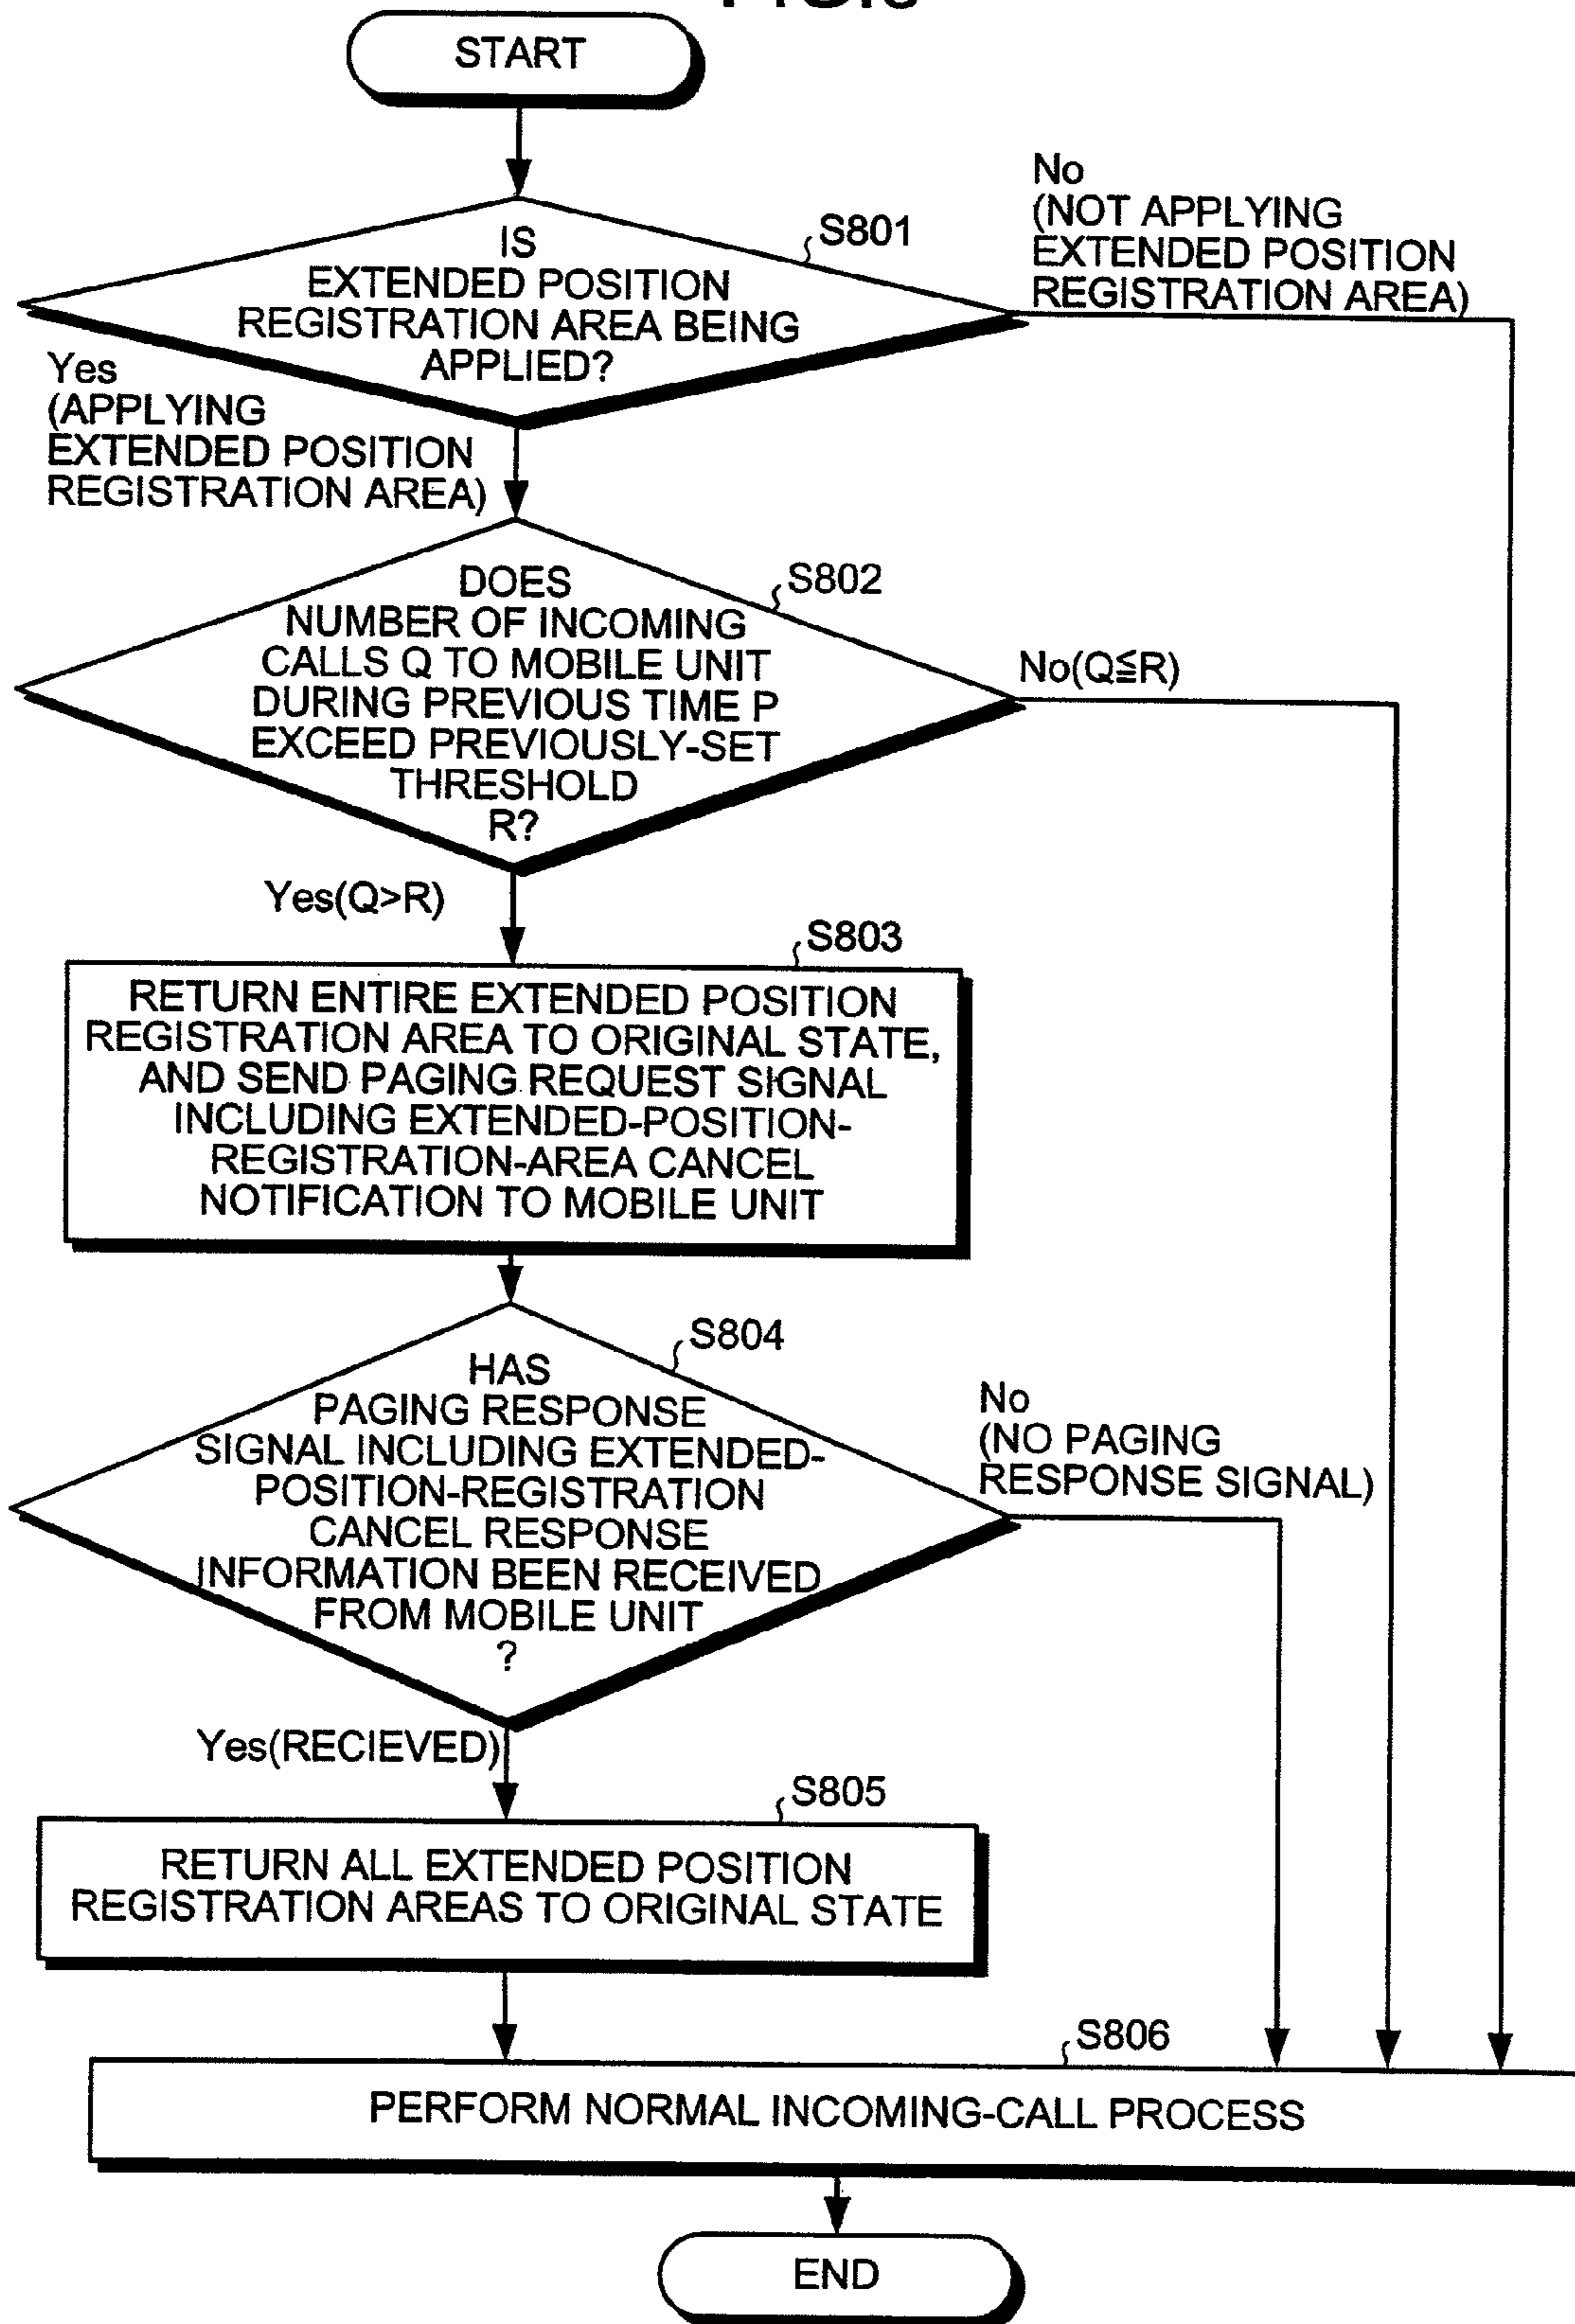 START
S801
No
(NOT APPLYING
EXTENDED POSITION
REGISTRATION AREA)
IS
EXTENDED POSITION
REGISTRATION AREA BEING
APPLIED?
Yes
(APPLYING
EXTENDED POSITION
REGISTRATION AREA)
S802
DOES
NUMBER OF INCOMING
CALLS Q TO MOBILE UNIT
DURING PREVIOUS TIME P
EXCEED PREVIOUSLY-SET
THRESHOLD
R?
No(Q≦R)
Yes(Q>R)
S803
RETURN ENTIRE EXTENDED POSITION
REGISTRATION AREA TO ORIGINAL STATE,
AND SEND PAGING REQUEST SIGNAL
INCLUDING EXTENDED-POSITION-
REGISTRATION-AREA CANCEL
NOTIFICATION TO MOBILE UNIT
S804
HAS
PAGING RESPONSE
SIGNAL INCLUDING EXTENDED-
POSITION-REGISTRATION
CANCEL RESPONSE
INFORMATION BEEN RECEIVED
FROM MOBILE UNIT
?
No
(NO PAGING
RESPONSE SIGNAL)
Yes(RECIEVED)
S805
RETURN ALL EXTENDED POSITION
REGISTRATION AREAS TO ORIGINAL STATE
S806
PERFORM NORMAL INCOMING-CALL PROCESS
END